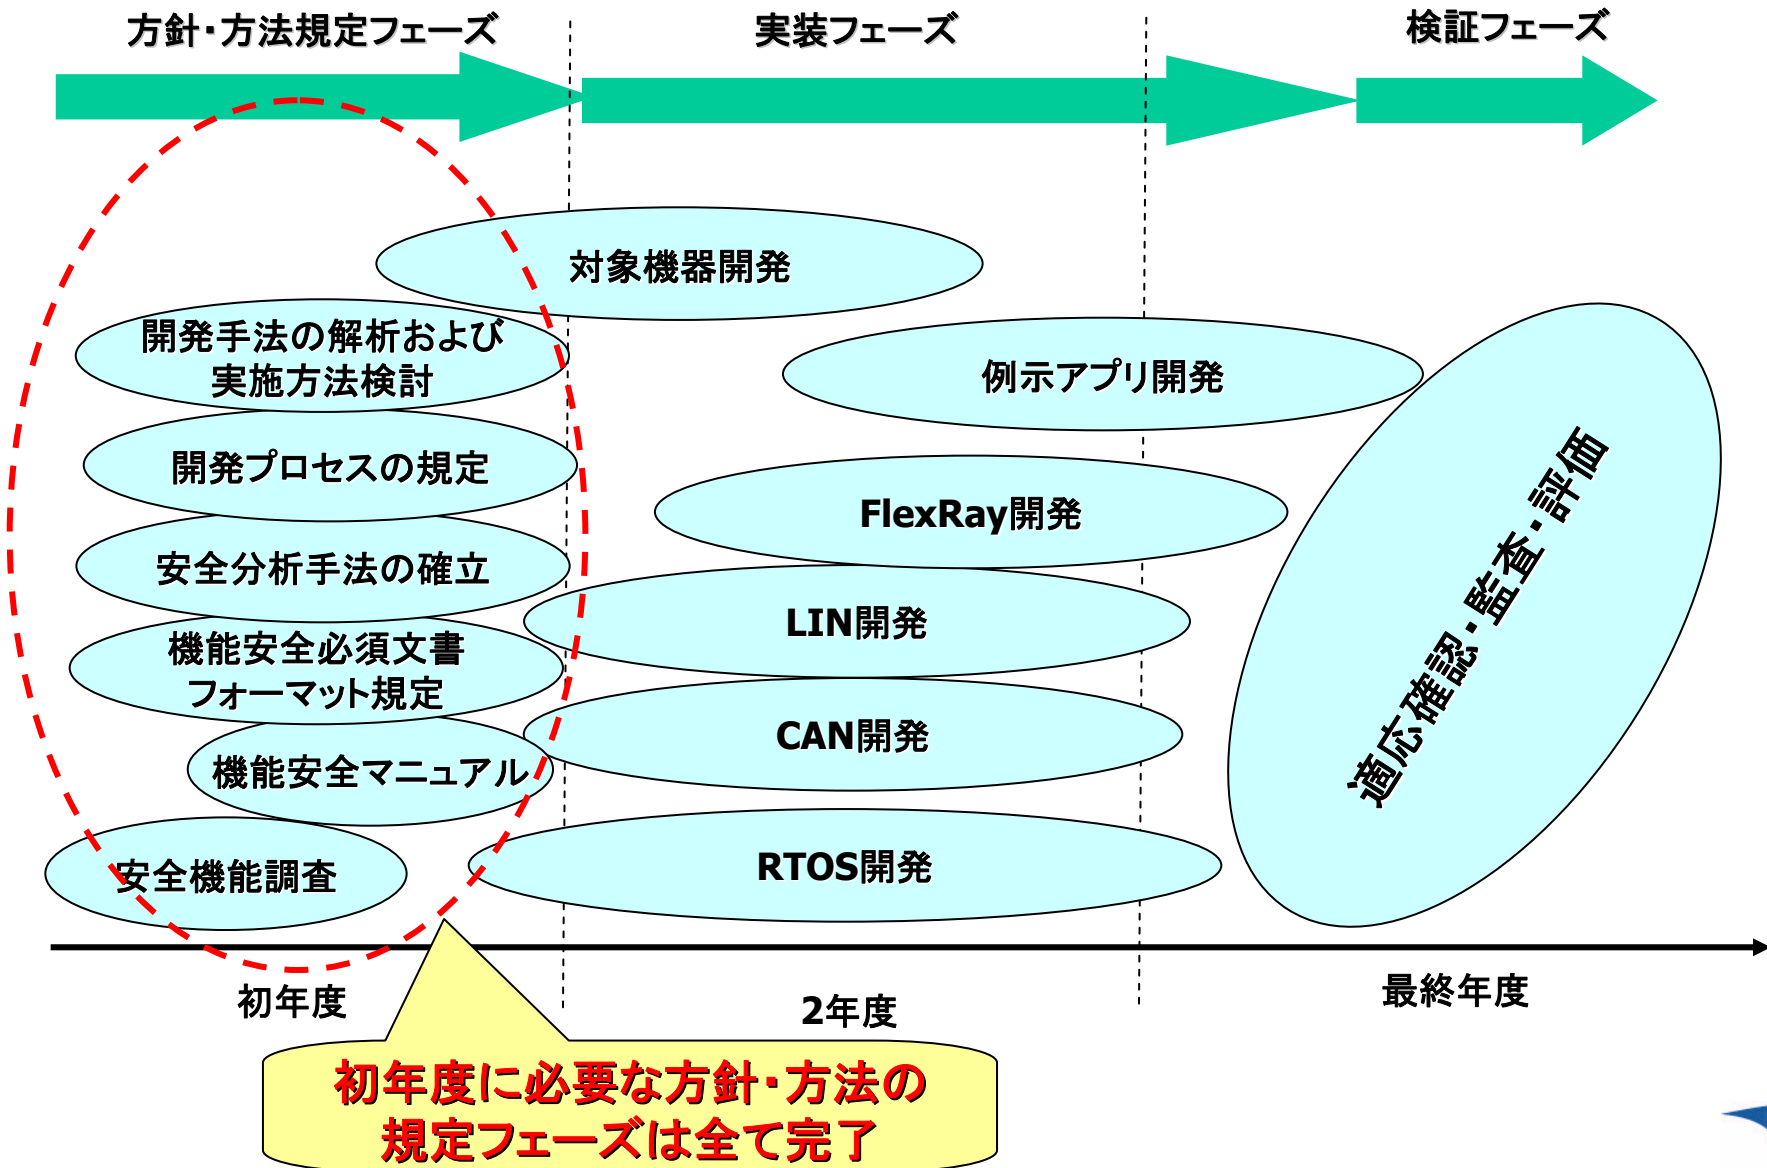 方針・方法規定フェーズ
実装フェーズ
検証フェーズ
対象機器開発
開発手法の解析および
実施方法検討
例示アプリ開発
開発プロセスの規定
FlexRay開発
安全分析手法の確立
LIN開発
機能安全必須文書
フォーマット規定
CAN開発
機能安全マニュアル
適応確認・監査・評価
安全機能調査
RTOS開発
初年度
2年度
最終年度
初年度に必要な方針・方法の
規定フェーズは全て完了